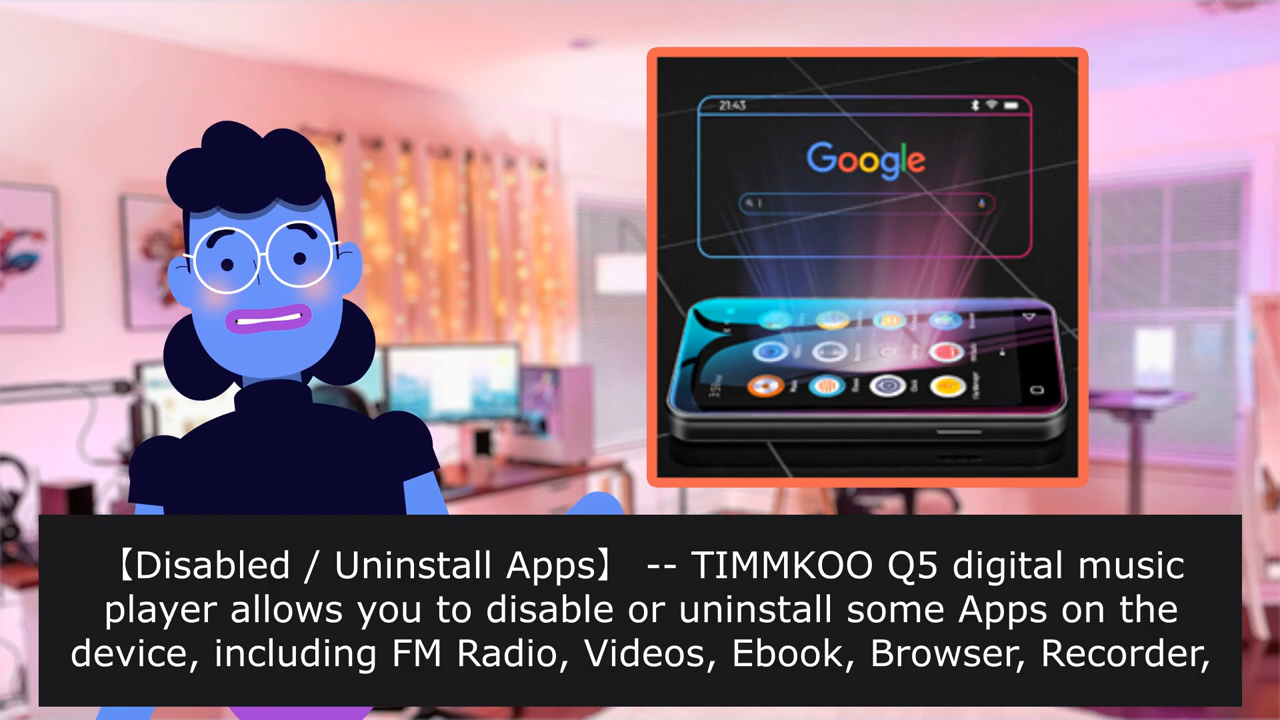 21:43
Google
【Disabled / Uninstall Apps】 -- TIMMKOO Q5 digital music
player allows you to disable or uninstall some Apps on the
device, including FM Radio, Videos, Ebook, Browser, Recorder,